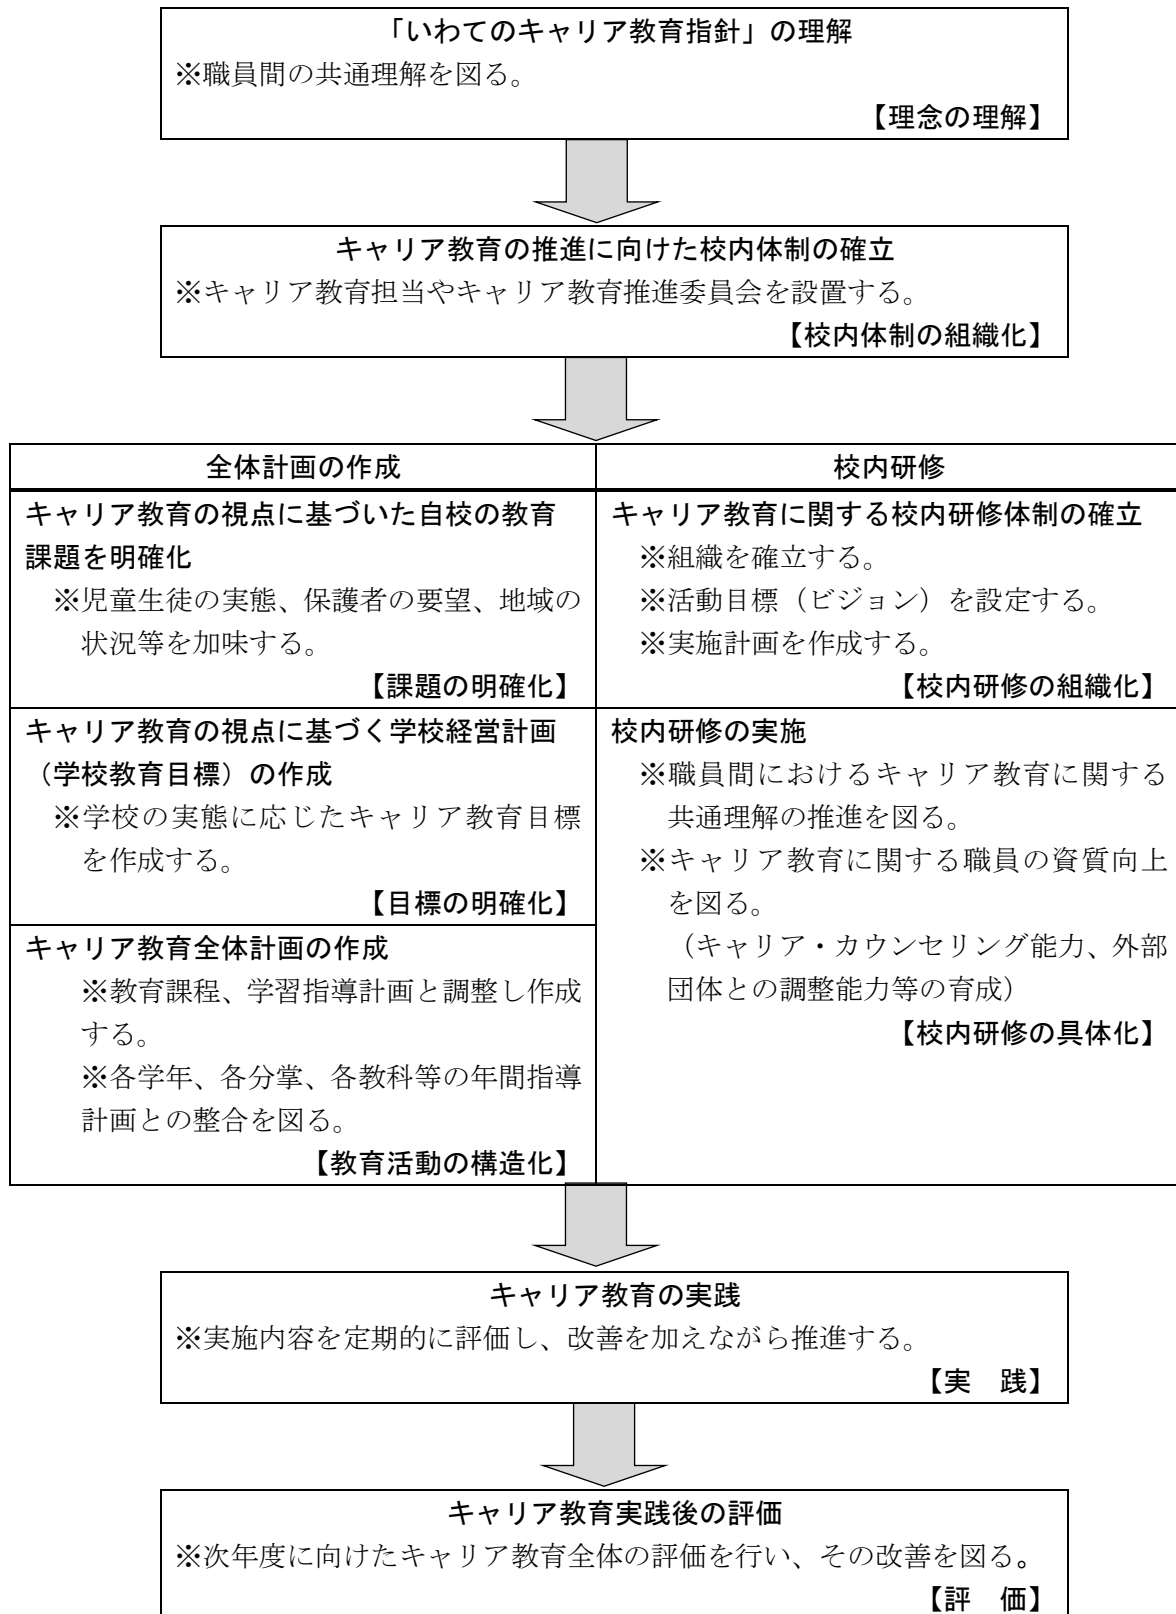 「いわてのキャリア教育指針」の理解
※職員間の共通理解を図る。
【理念の理解】
キャリア教育の推進に向けた校内体制の確立
※キャリア教育担当やキャリア教育推進委員会を設置する。
【校内体制の組織化】
全体計画の作成
キャリア教育の視点に基づいた自校の教育
課題を明確化
※児童生徒の実態、保護者の要望、地域の
状況等を加味する。
【課題の明確化】
キャリア教育の視点に基づく学校経営計画
（学校教育目標）の作成
※学校の実態に応じたキャリア教育目標
を作成する。
【目標の明確化】
キャリア教育全体計画の作成
※教育課程、学習指導計画と調整し作成
する。
※各学年、各分掌、各教科等の年間指導
計画との整合を図る。
【教育活動の構造化】
校内研修
キャリア教育に関する校内研修体制の確立
※組織を確立する。
※活動目標（ビジョン）を設定する。
※実施計画を作成する。
【校内研修の組織化】
校内研修の実施
※職員間におけるキャリア教育に関する
共通理解の推進を図る。
※キャリア教育に関する職員の資質向上
を図る。
（キャリア・カウンセリング能力、外部
団体との調整能力等の育成）
【校内研修の具体化】
キャリア教育の実践
※実施内容を定期的に評価し、改善を加えながら推進する。
【実　践】
キャリア教育実践後の評価
※次年度に向けたキャリア教育全体の評価を行い、その改善を図る。
【評　価】